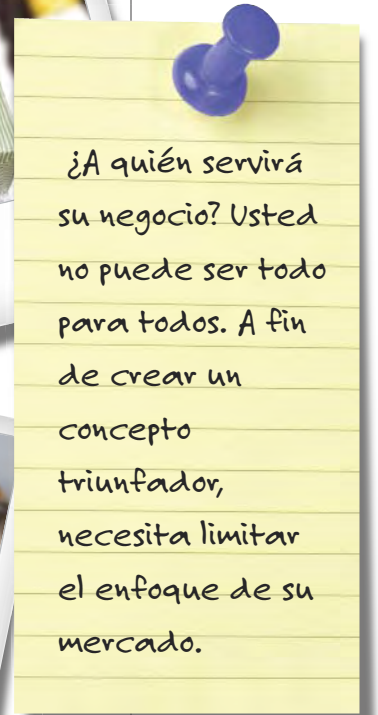 ¿A quién servirá
su negocio? Usted
no puede ser todo
para todos. A fin
de crear un
concepto
triunfador,
necesita limitar
el enfoque de su
mercado.